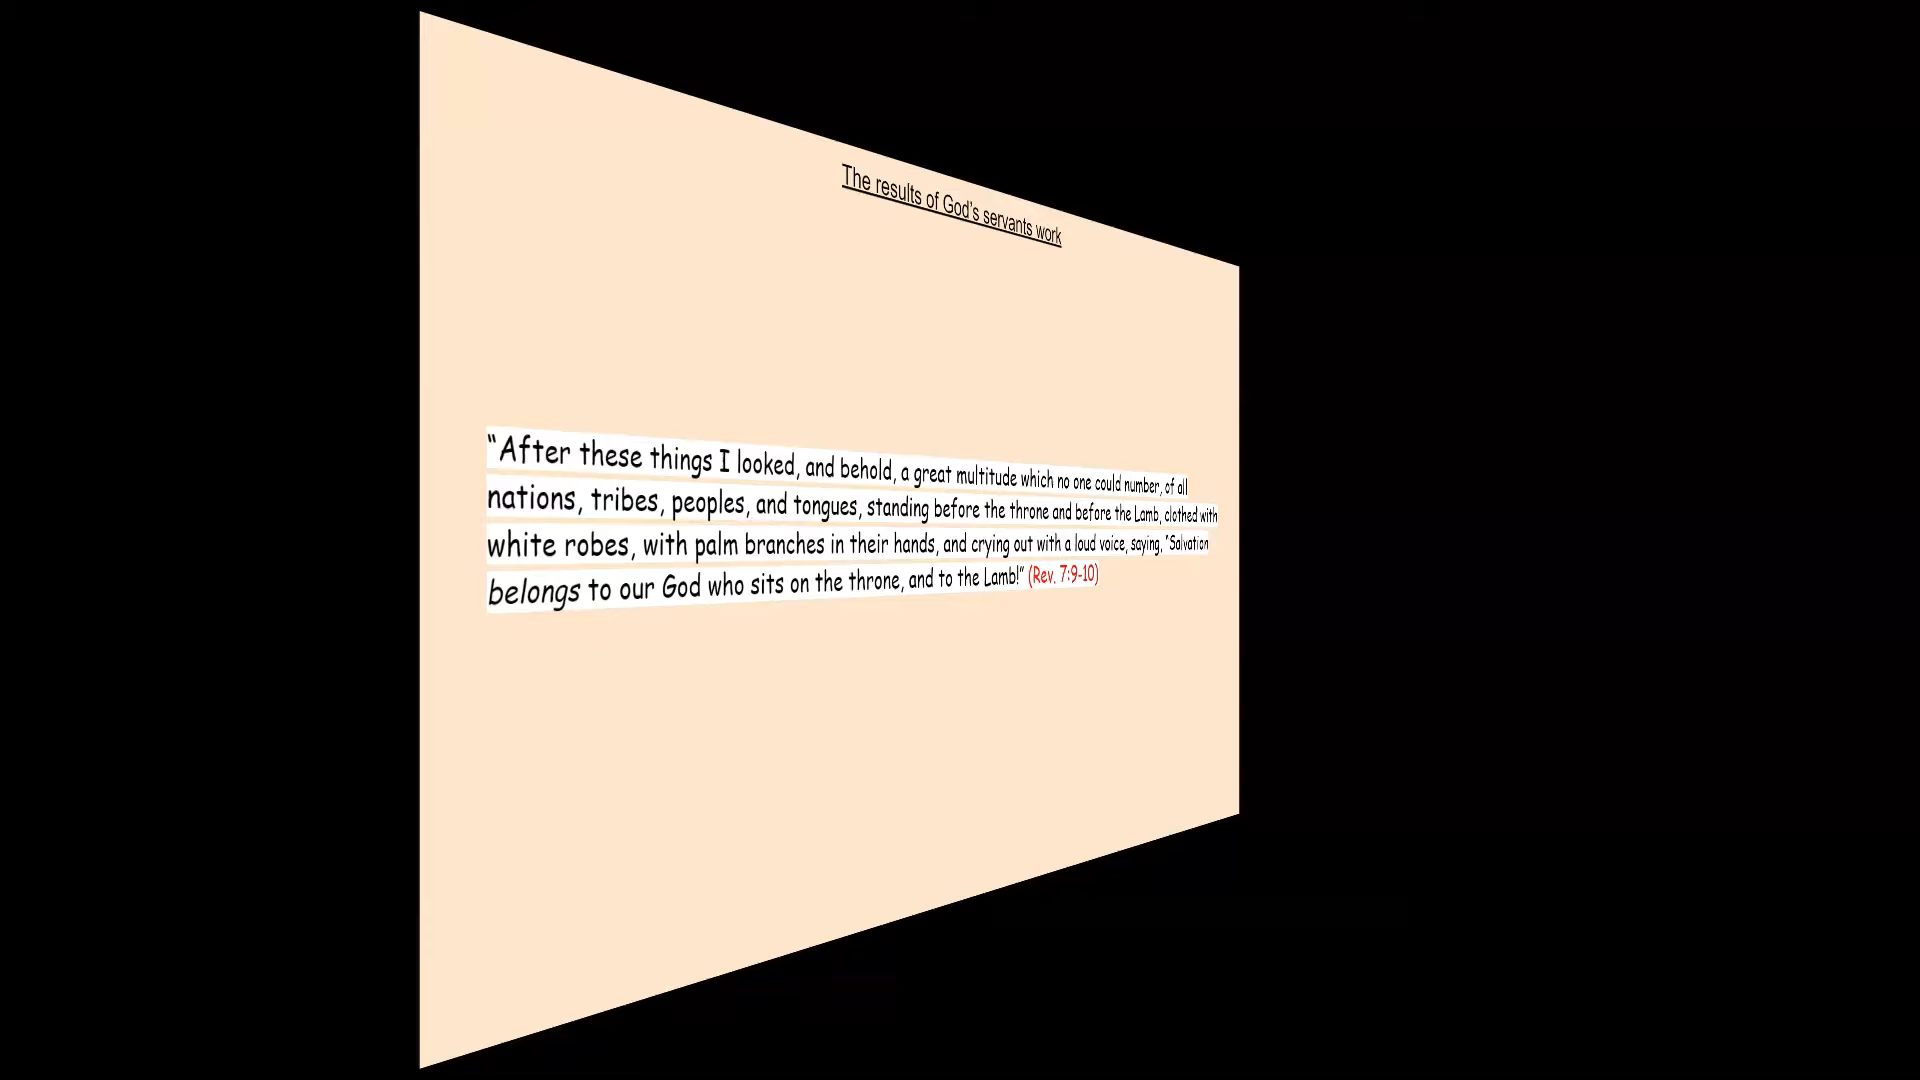 The results of God's servants work
“After these things I looked, and behold, a great multitude which no one could number, of all
nations, tribes, peoples, and tongues, standing before the throne and before the Lamb, clothed with
white robes, with palm branches in their hands, and crying out with a loud voice, saying, “Salvation
belongs to our God who sits on the throne, and to the Lamb!” (Rev. 7:9-10)